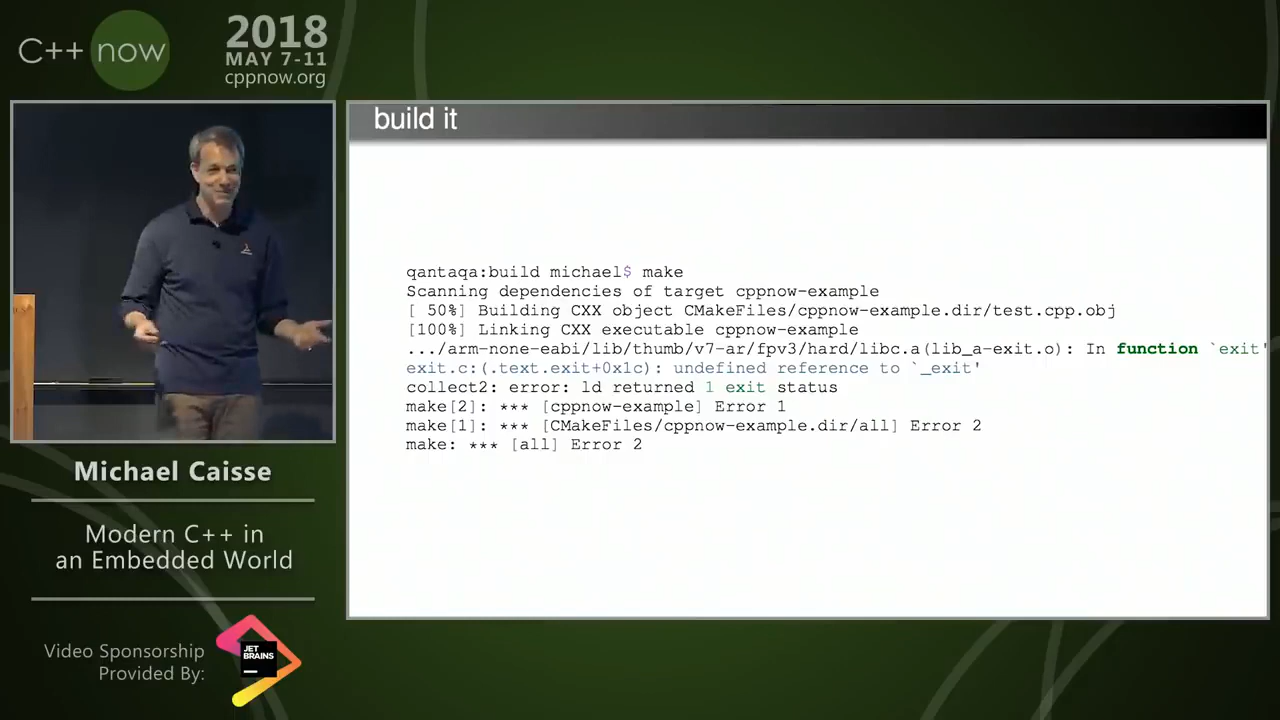 C++ now
2018
MAY 7-11
cppnow.org
build it
qantaqa:build michael$ make
Scanning dependencies of target cppnow-example
[ 50%] Building CXX object CMakeFiles/cppnow-example.dir/test.cpp.obj
[100%] Linking CXX executable cppnow-example
.../arm-none-eabi/lib/thumb/v7-ar/fpv3/hard/libc.a(lib_a-exit.o): In function `exit'
exit.c:(.text.exit+0x1c): undefined reference to `_exit'
collect2: error: ld returned 1 exit status
make[2]: *** [cppnow-example] Error 1
make[1]: *** [CMakeFiles/cppnow-example.dir/all] Error 2
make: *** [all] Error 2
Michael Caisse
Modern C++ in
an Embedded World
Video Sponsorship
Provided By:
JET
BRAINS